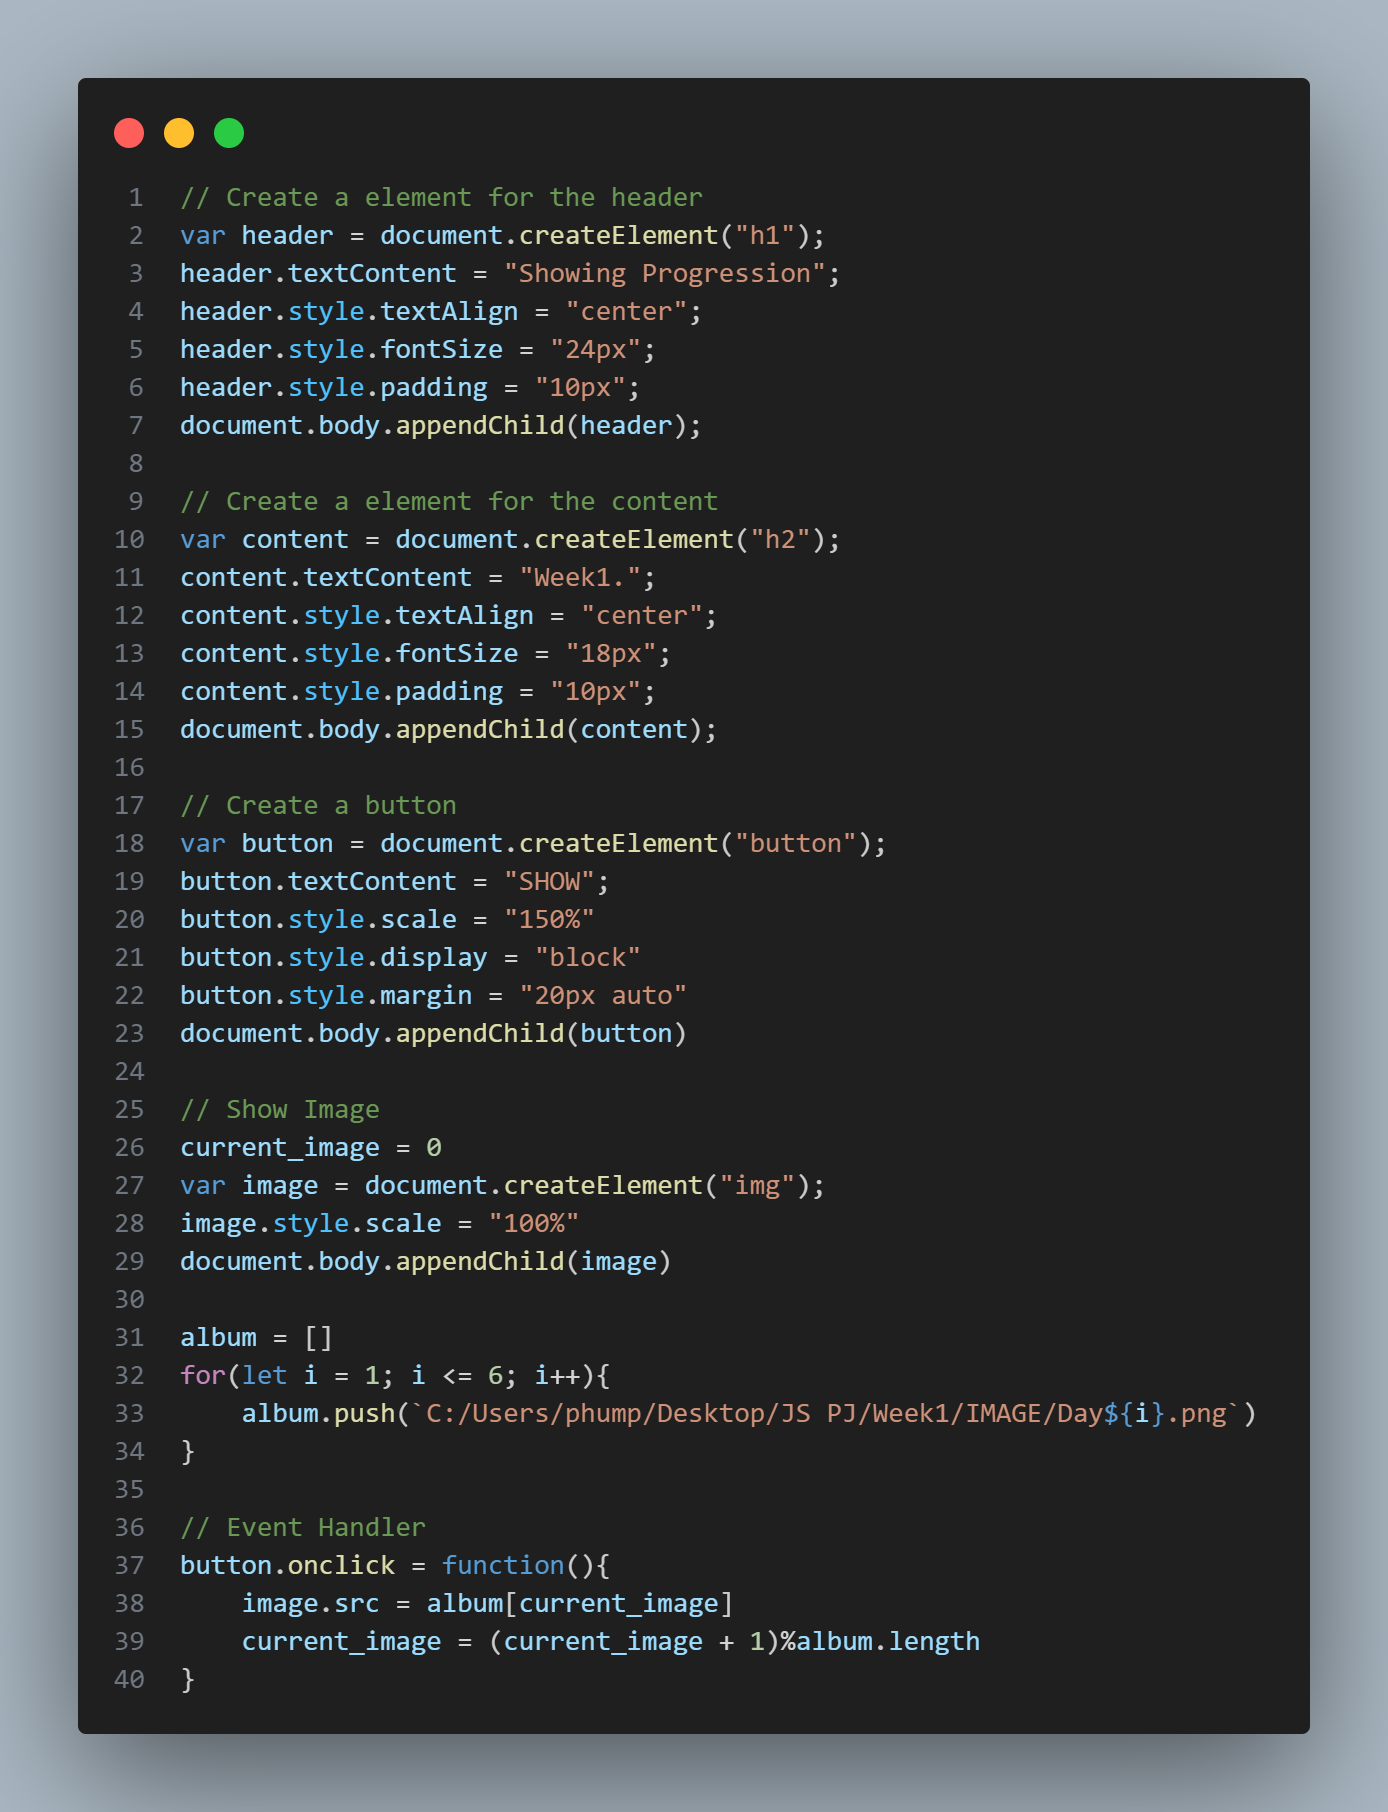 1 // Create a element for the header
2 var header = document.createElement("h1");
3 header.textContent = "Showing Progression";
4 header.style.textAlign = "center";
5 header.style.fontSize = "24px";
6 header.style.padding = "10px";
7 document.body.appendChild(header);
8
9 // Create a element for the content
10 var content = document.createElement("h2");
11 content.textContent = "Week1.";
12 content.style.textAlign = "center";
13 content.style.fontSize = "18px";
14 content.style.padding = "10px";
15 document.body.appendChild(content);
16
17 // Create a button
18 var button = document.createElement("button");
19 button.textContent = "SHOW";
20 button.style.scale = "150%"
21 button.style.display = "block"
22 button.style.margin = "20px auto"
23 document.body.appendChild(button)
24
25 // Show Image
26 current_image = 0
27 var image = document.createElement("img");
28 image.style.scale = "100%"
29 document.body.appendChild(image)
30
31 album = []
32 for(let i = 1; i <= 6; i++){
33     album.push(`C:/Users/phump/Desktop/JS PJ/Week1/IMAGE/Day${i}.png`)
34 }
35
36 // Event Handler
37 button.onclick = function(){
38     image.src = album[current_image]
39     current_image = (current_image + 1)%album.length
40 }